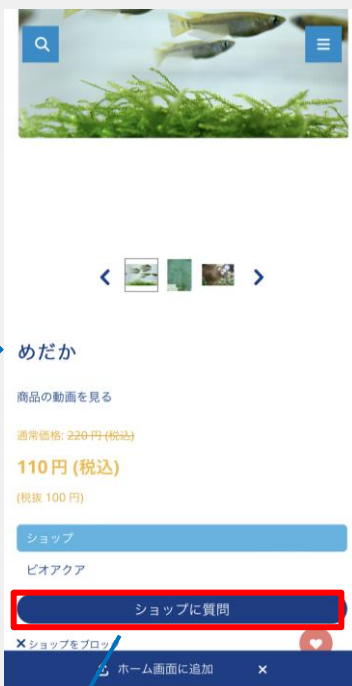 めだか
商品の動画を見る
通常価格: 220 円 (税込)
110 円 (税込)
(税抜 100 円)
ショップ
ビオアクア
ショップに質問
×ショップをブロッ
ホーム画面に追加 ×